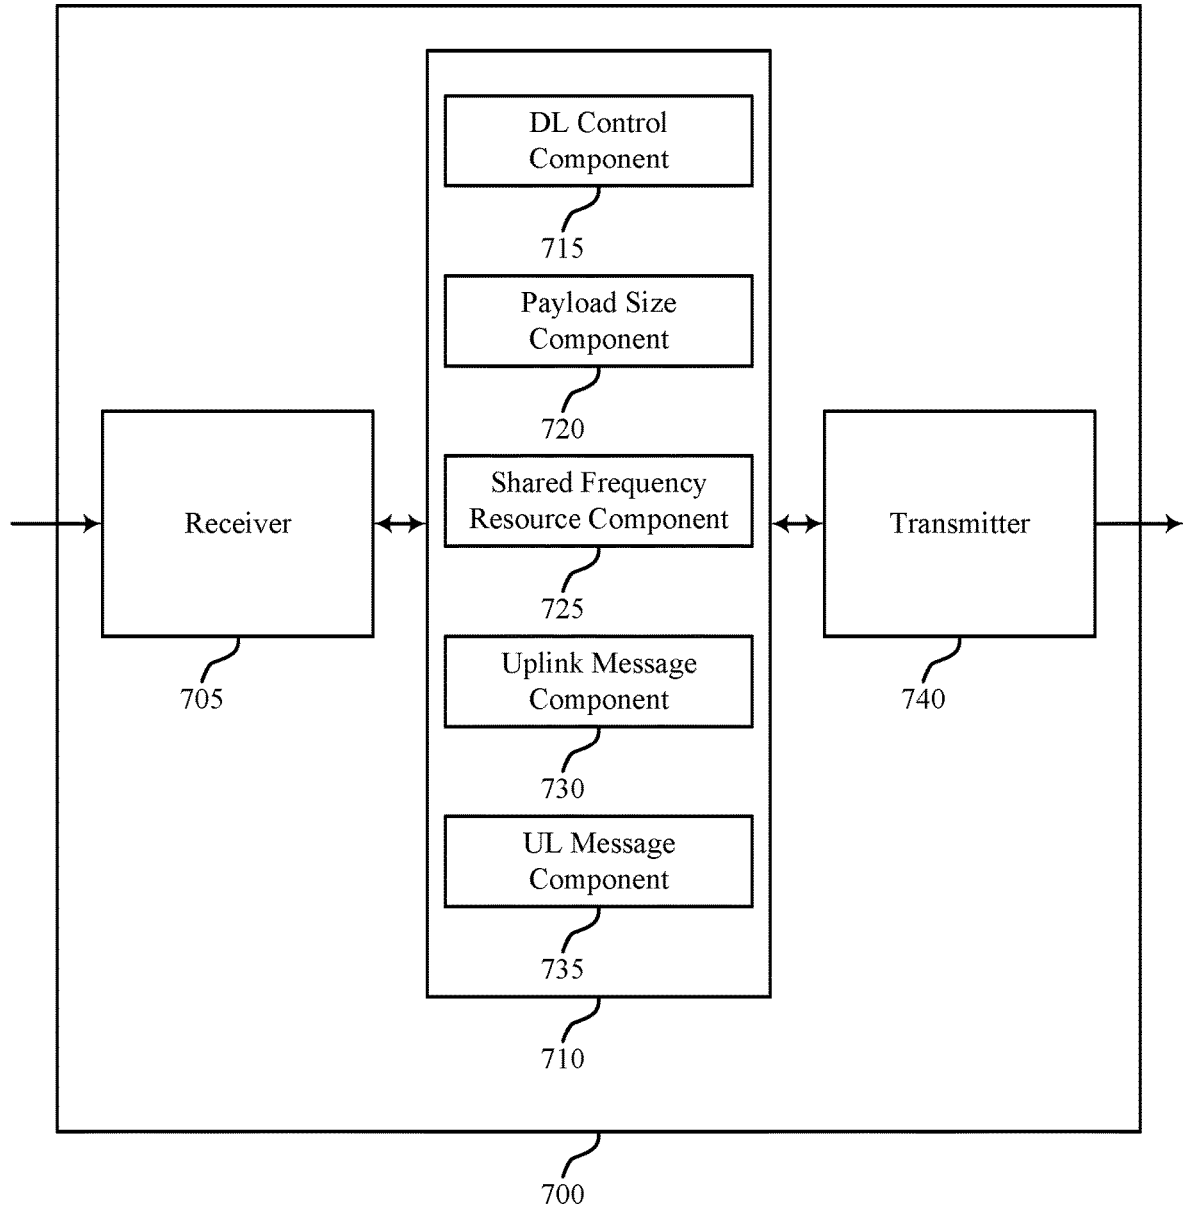 DL Control
Component
715
Payload Size
Component
720
Shared Frequency
Resource Component
725
Receiver
705
Transmitter
740
Uplink Message
Component
730
UL Message
Component
735
710
700